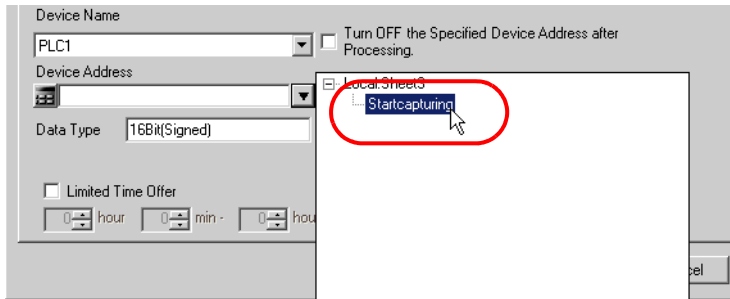 Device Name
PLC1
Turn OFF the Specified Device Address after
Processing.
Device Address
Local:Sheet3
Startcapturing
Data Type 16Bit(Signed)
Limited Time Offer
0 hour 0 min - 0 hou